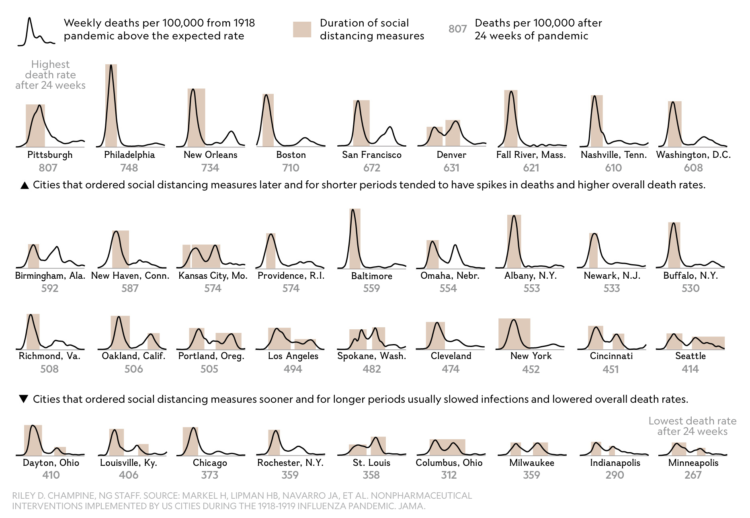 Weekly deaths per 100,000 from 1918
pandemic above the expected rate
Duration of social
distancing measures
807
Deaths per 100,000 after
24 weeks of pandemic
Highest
death rate
after 24 weeks
Pittsburgh Philadelphia New Orleans Boston San Francisco Denver Fall River, Mass. Nashville, Tenn. Washington, D.C.
807 748 734 710 672 631 621 610 608
▲ Cities that ordered social distancing measures later and for shorter periods tended to have spikes in deaths and higher overall death rates.
Birmingham, Ala. New Haven, Conn. Kansas City, Mo. Providence, R.I. Baltimore Omaha, Nebr. Albany, N.Y. Newark, N.J. Buffalo, N.Y.
592 587 574 574 559 554 553 533 530
Richmond, Va. Oakland, Calif. Portland, Oreg. Los Angeles Spokane, Wash. Cleveland New York Cincinnati Seattle
508 506 505 494 482 474 452 451 414
▼ Cities that ordered social distancing measures sooner and for longer periods usually slowed infections and lowered overall death rates.
Lowest death rate
after 24 weeks
Dayton, Ohio Louisville, Ky. Chicago Rochester, N.Y. St. Louis Columbus, Ohio Milwaukee Indianapolis Minneapolis
410 406 373 359 358 312 359 290 267
RILEY D. CHAMPINE, NG STAFF. SOURCE: MARKEL H, LIPMAN HB, NAVARRO JA, ET AL. NONPHARMACEUTICAL
INTERVENTIONS IMPLEMENTED BY US CITIES DURING THE 1918-1919 INFLUENZA PANDEMIC. JAMA.